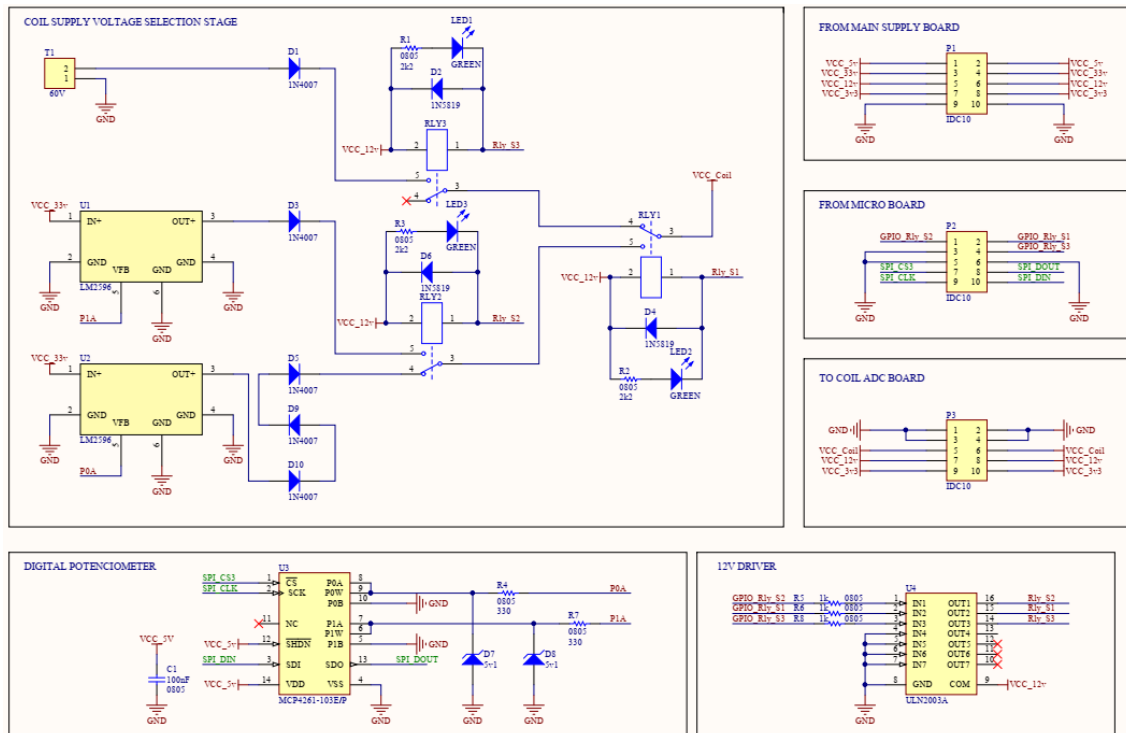 COIL SUPPLY VOLTAGE SELECTION STAGE
T1
2
1
60V
GND
D1
1N4007
R1
0805
2k2
LED1
GREEN
D2
1N5819
RLY3
VCC_12v
2
1
Rly_S3
5
4
3
VCC_33v
U1
1
IN+
OUT+
3
2
GND
GND
4
VFB
LM2596
5
6
GND
GND
GND
P1A
D3
1N4007
R3
0805
2k2
LED3
GREEN
D6
1N5819
RLY2
VCC_12v
2
1
Rly_S2
5
4
3
VCC_33v
U2
1
IN+
OUT+
3
2
GND
GND
4
VFB
LM2596
5
6
GND
GND
GND
P0A
D5
1N4007
D9
1N4007
D10
1N4007
VCC_Coil
RLY1
4
5
3
VCC_12v
2
1
Rly_S1
D4
1N5819
LED2
R2
0805
2k2
GREEN
FROM MAIN SUPPLY BOARD
P1
VCC_5v 1 2 VCC_5v
VCC_33v 3 4 VCC_33v
VCC_12v 5 6 VCC_12v
VCC_3v3 7 8 VCC_3v3
9 10
IDC10
GND
GND
FROM MICRO BOARD
P2
GPIO_Rly_S2 1 2 GPIO_Rly_S1
3 4 GPIO_Rly_S3
5 6
SPI_CS3 7 8 SPI_DOUT
SPI_CLK 9 10 SPI_DIN
IDC10
GND
GND
TO COIL ADC BOARD
P3
GND 1 2 GND
3 4
VCC_Coil 5 6 VCC_Coil
VCC_12v 7 8 VCC_12v
VCC_3v3 9 10 VCC_3v3
IDC10
DIGITAL POTENCIOMETER
U3
SPI_CS3 1 CS P0A 8
SPI_CLK 2 SCK P0W 9
P0B 10 GND
11 NC P1A 7
P1W 6
VCC_5v 12 SHDN P1B 5 GND
SPI_DIN 3 SDI SDO 13 SPI_DOUT
VCC_5v 14 VDD VSS 4
MCP4261-103E/P
GND
VCC_5V
C1
100nF
0805
GND
R4
0805
330
P0A
R7
0805
330
P1A
D7
5v1
GND
D8
5v1
GND
12V DRIVER
U4
GPIO_Rly_S2 R5 1k 0805 1 IN1 OUT1 16 Rly_S2
GPIO_Rly_S1 R6 1k 0805 2 IN2 OUT2 15 Rly_S1
GPIO_Rly_S3 R8 1k 0805 3 IN3 OUT3 14 Rly_S3
4 IN4 OUT4 13
5 IN5 OUT5 12
6 IN6 OUT6 11
7 IN7 OUT7 10
8 GND COM 9 VCC_12v
ULN2003A
GND